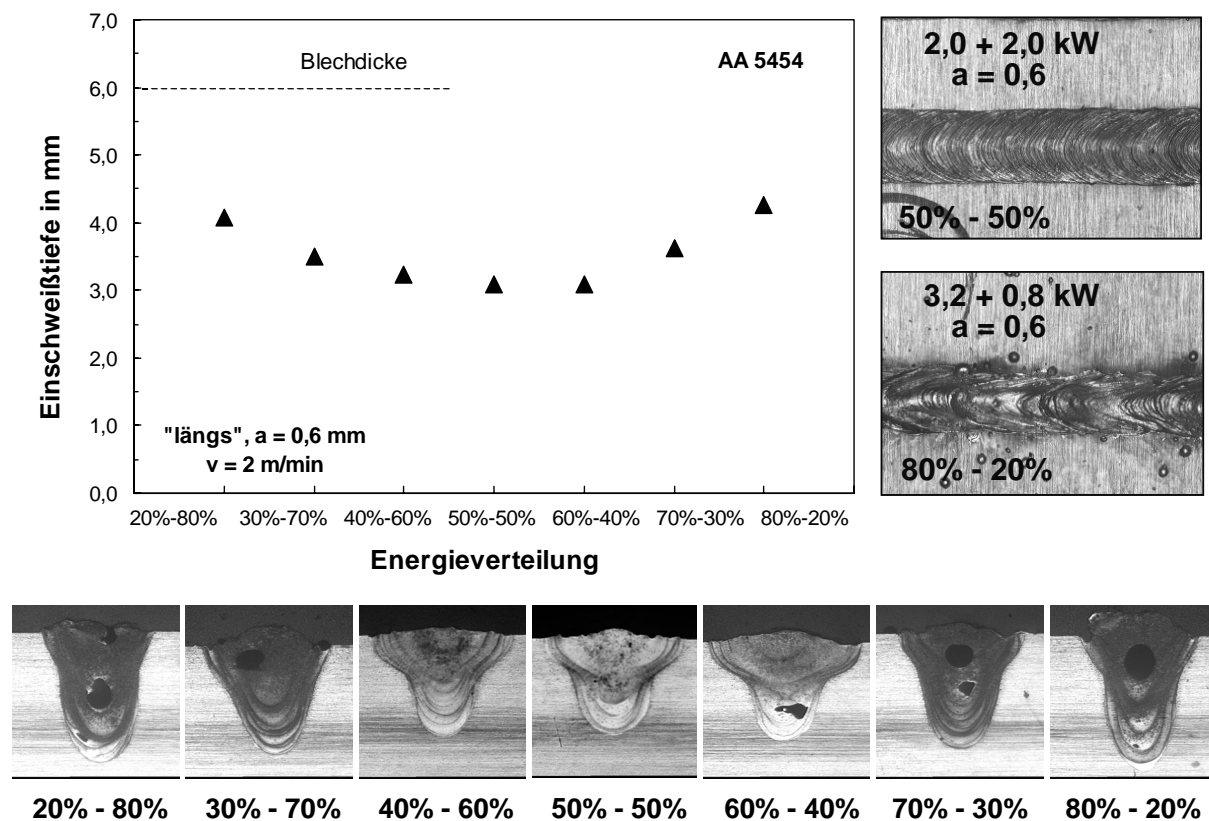 7,0
6,0
5,0
4,0
3,0
2,0
1,0
0,0
Einschweißtiefe in mm
Blechdicke
AA 5454
"längs", a = 0,6 mm
v = 2 m/min
20%-80% 30%-70% 40%-60% 50%-50% 60%-40% 70%-30% 80%-20%
Energieverteilung
2,0 + 2,0 kW
a = 0,6
50% - 50%
3,2 + 0,8 kW
a = 0,6
80% - 20%
20% - 80% 30% - 70% 40% - 60% 50% - 50% 60% - 40% 70% - 30% 80% - 20%